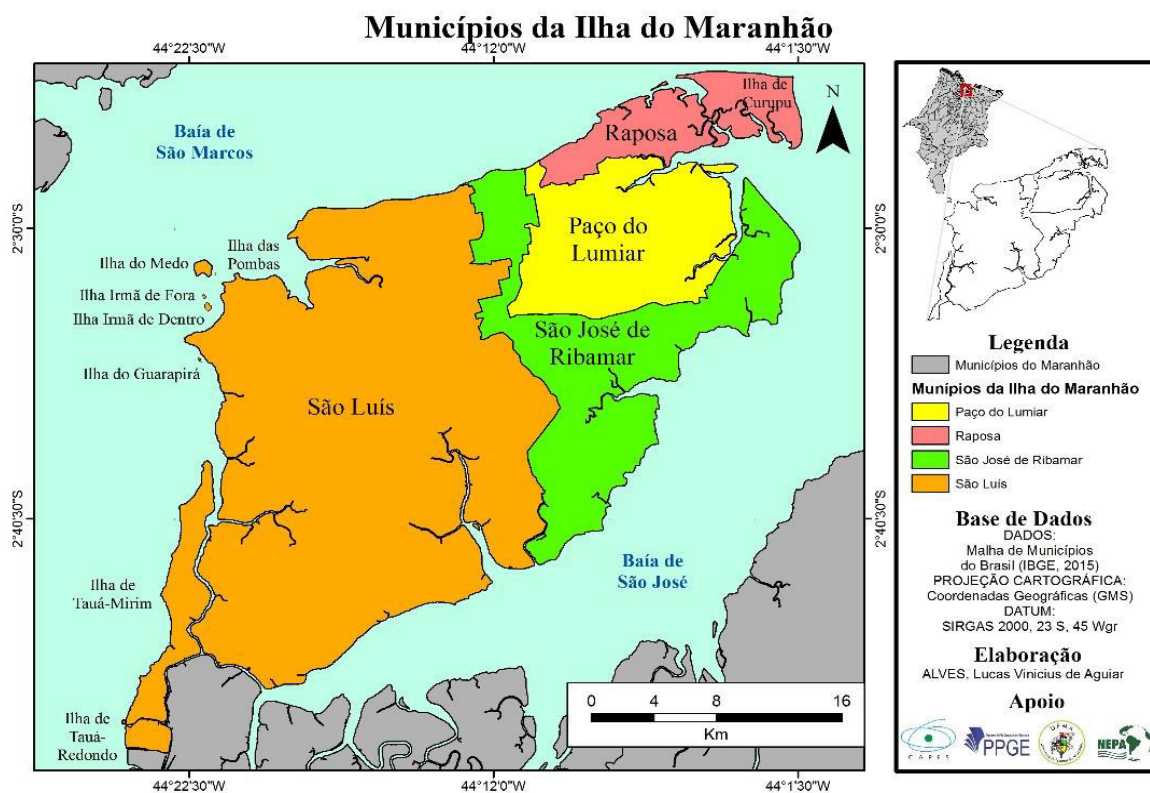 Municípios da Ilha do Maranhão
44°22'30"W
44°12'0"W
44°1'30"W
Ilha de
Curupu
N
Raposa
Baía de
São Marcos
Paço do
Lumiar
2°30'0"S
2°30'0"S
Ilha das
Pombas
Ilha do Medo
Ilha Irmã de Fora
Ilha Irmã de Dentro
São José de
Ribamar
Ilha do Guarapirá
São Luís
2°40'30"S
2°40'30"S
Baía de
São José
Ilha de
Tauá-Mirim
Ilha de
Tauá-
Redondo
0 4 8 16
Km
44°22'30"W
44°12'0"W
44°1'30"W
Legenda
Municípios do Maranhão
Munípios da Ilha do Maranhão
Paço do Lumiar
Raposa
São José de Ribamar
São Luís
Base de Dados
DADOS:
Malha de Municípios
do Brasil (IBGE, 2015)
PROJEÇÃO CARTOGRÁFICA:
Coordenadas Geográficas (GMS)
DATUM:
SIRGAS 2000, 23 S, 45 Wgr
Elaboração
ALVES, Lucas Vinicius de Aguiar
Apoio
CAPES
PPGE
UFMA
NEPA